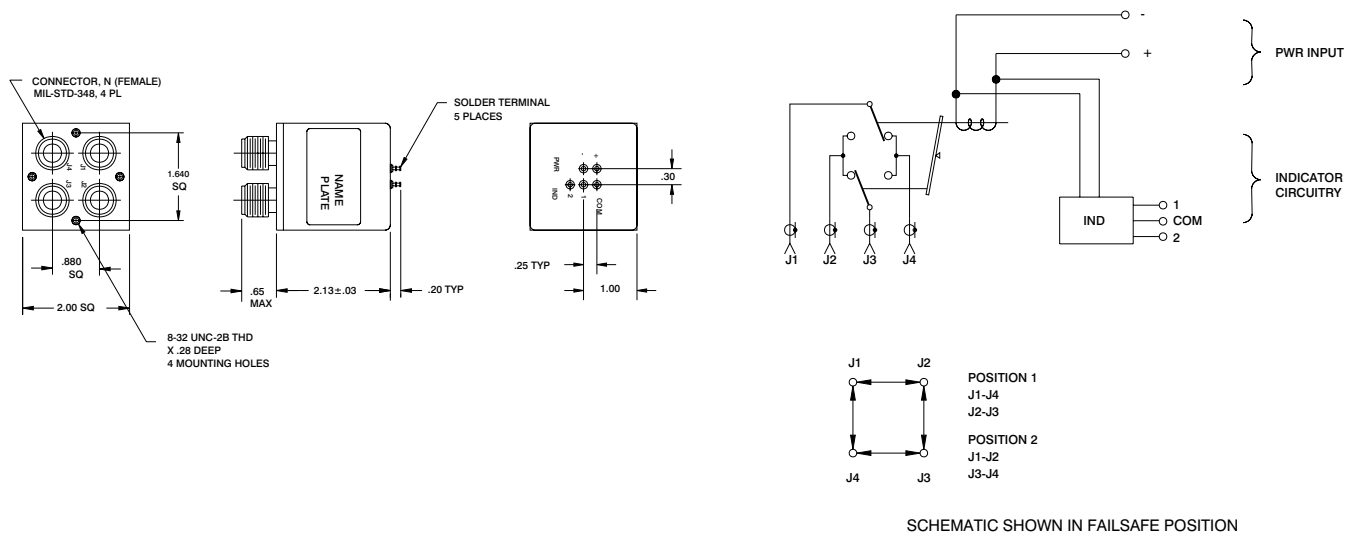 CONNECTOR, N (FEMALE)
MIL-STD-348, 4 PL
J4
J1
J3
J2
1.640
SQ
.880
SQ
2.00 SQ
8-32 UNC-2B THD
X .28 DEEP
4 MOUNTING HOLES
NAME
PLATE
SOLDER TERMINAL
5 PLACES
.65
MAX
2.13±.03
.20 TYP
- +
PWR
IND
2
1
COM.
.30
.25 TYP
1.00
-
+
PWR INPUT
INDICATOR
CIRCUITRY
IND
1
COM
2
J1 J2 J3 J4
J1 J2
J4 J3
POSITION 1
J1-J4
J2-J3
POSITION 2
J1-J2
J3-J4
SCHEMATIC SHOWN IN FAILSAFE POSITION